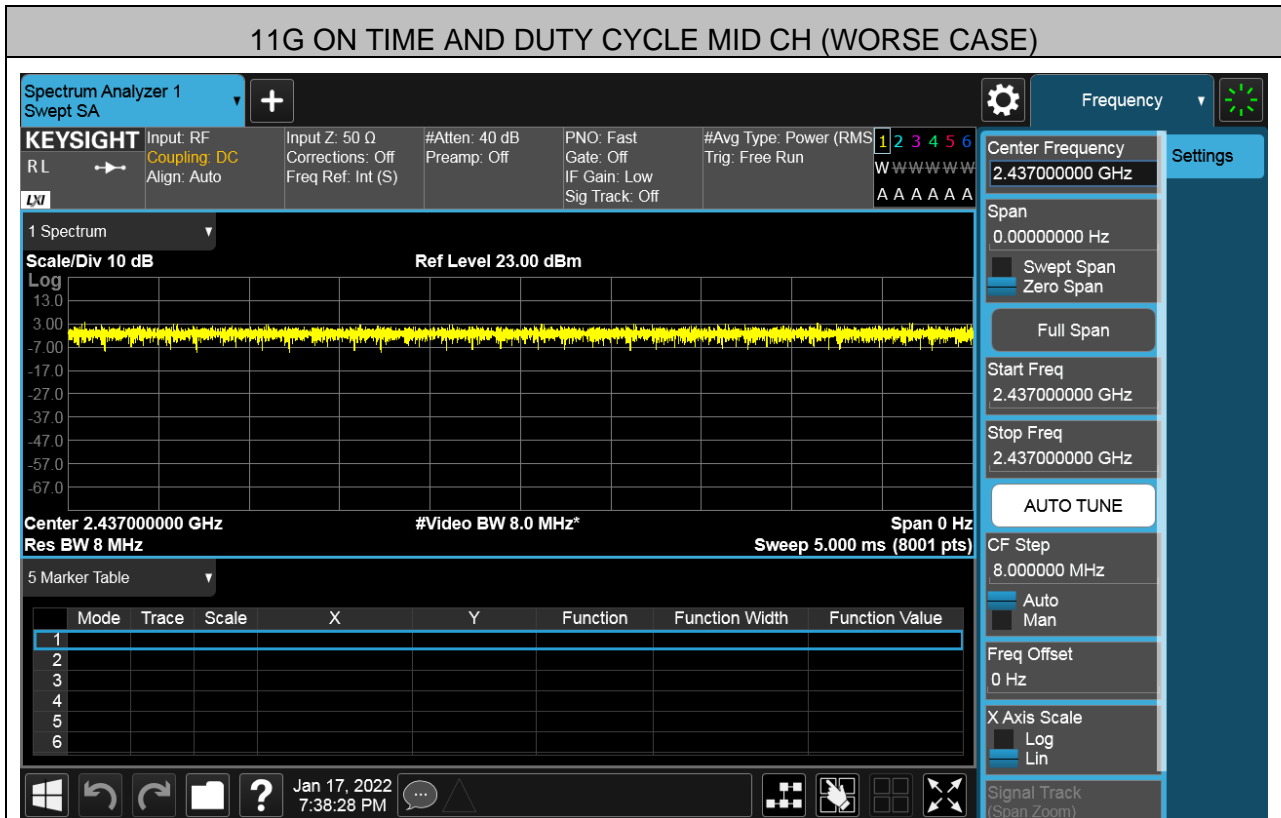 11G ON TIME AND DUTY CYCLE MID CH (WORSE CASE)
Spectrum Analyzer 1
Swept SA
Frequency
KEYSIGHT
RL
LXI
Input: RF
Coupling: DC
Align: Auto
Input Z: 50 Ω
Corrections: Off
Freq Ref: Int (S)
#Atten: 40 dB
Preamp: Off
PNO: Fast
Gate: Off
IF Gain: Low
Sig Track: Off
#Avg Type: Power (RMS
Trig: Free Run
1 2 3 4 5 6
W W W W W W
A A A A A A
Center Frequency
2.437000000 GHz
Settings
Span
0.00000000 Hz
Swept Span
Zero Span
Full Span
Start Freq
2.437000000 GHz
Stop Freq
2.437000000 GHz
AUTO TUNE
CF Step
8.000000 MHz
Auto
Man
Freq Offset
0 Hz
X Axis Scale
Log
Lin
Signal Track
(Span Zoom)
1 Spectrum
Scale/Div 10 dB
Ref Level 23.00 dBm
Log
13.0
3.00
-7.00
-17.0
-27.0
-37.0
-47.0
-57.0
-67.0
Center 2.437000000 GHz
#Video BW 8.0 MHz*
Span 0 Hz
Res BW 8 MHz
Sweep 5.000 ms (8001 pts)
5 Marker Table
Mode Trace Scale X Y Function Function Width Function Value
1
2
3
4
5
6
?
Jan 17, 2022
7:38:28 PM